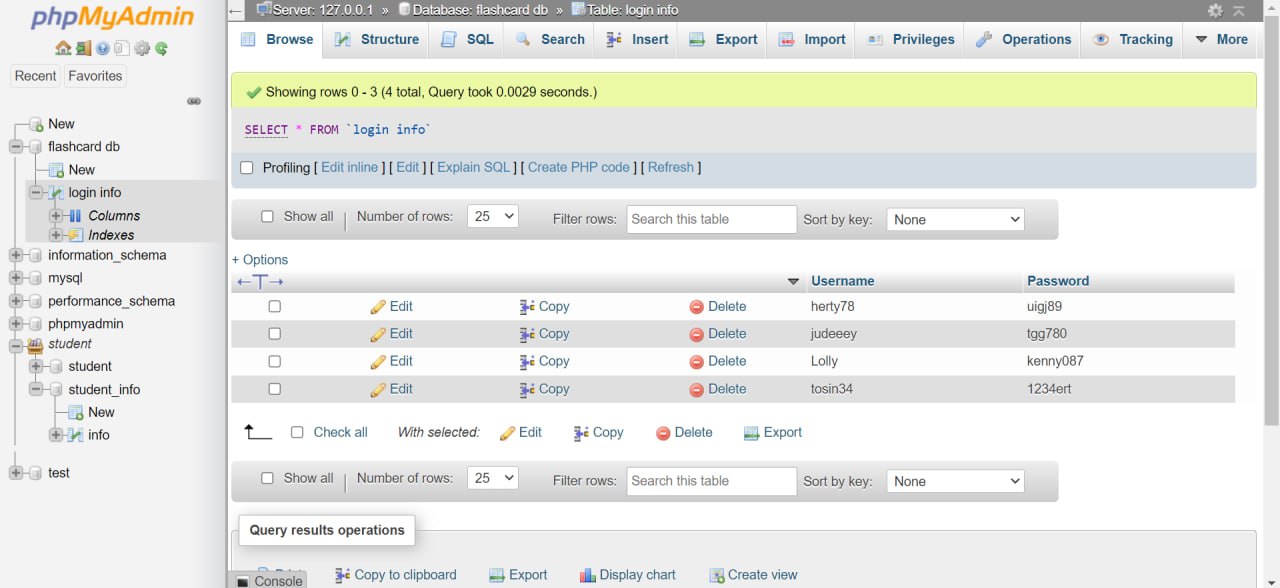 phpMyAdmin
Recent Favorites
New
flashcard db
New
login info
Columns
Indexes
information_schema
mysql
performance_schema
phpmyadmin
student
student
student_info
New
info
test
Server: 127.0.0.1 » Database: flashcard db » Table: login info
Browse Structure SQL Search Insert Export Import Privileges Operations Tracking More
Showing rows 0 - 3 (4 total, Query took 0.0029 seconds.)
SELECT * FROM `login info`
Profiling [ Edit inline ] [ Edit ] [ Explain SQL ] [ Create PHP code ] [ Refresh ]
Show all | Number of rows: 25 Filter rows: Search this table Sort by key: None
+ Options
←T→ Username Password
Edit Copy Delete herty78 uigj89
Edit Copy Delete judeeey tgg780
Edit Copy Delete Lolly kenny087
Edit Copy Delete tosin34 1234ert
Check all With selected: Edit Copy Delete Export
Show all | Number of rows: 25 Filter rows: Search this table Sort by key: None
Query results operations
Copy to clipboard Export Display chart Create view
Console